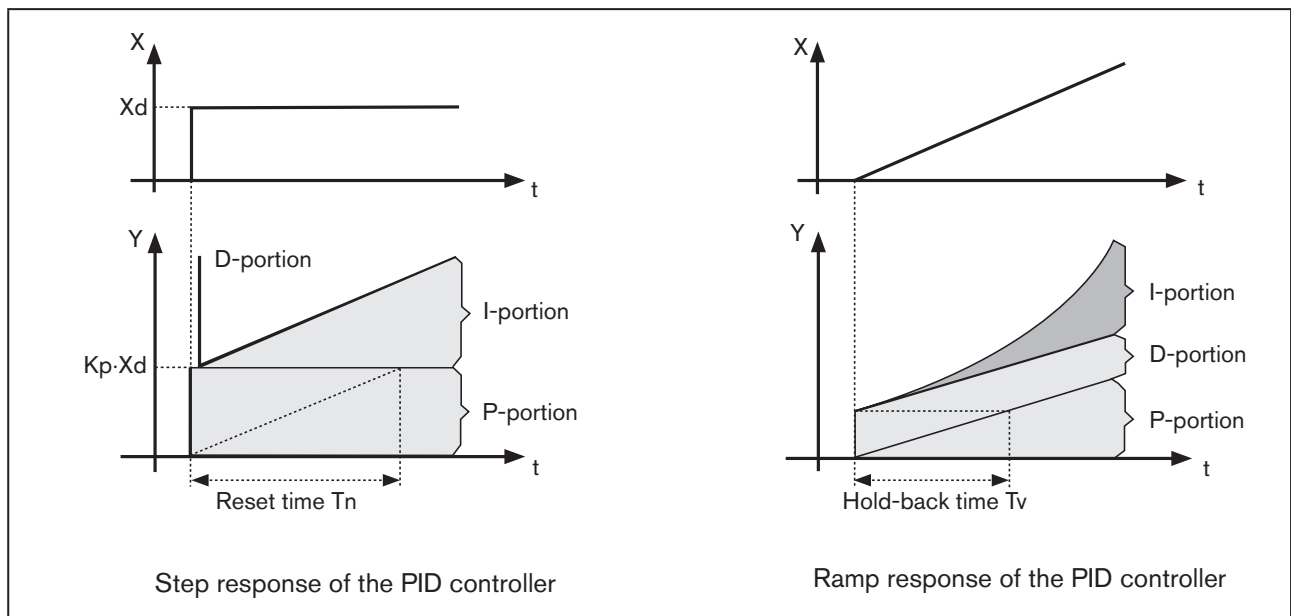 X
Xd
t
Y
D-portion
I-portion
Kp·Xd
P-portion
t
Reset time Tn
Step response of the PID controller
X
t
Y
I-portion
D-portion
P-portion
t
Hold-back time Tv
Ramp response of the PID controller